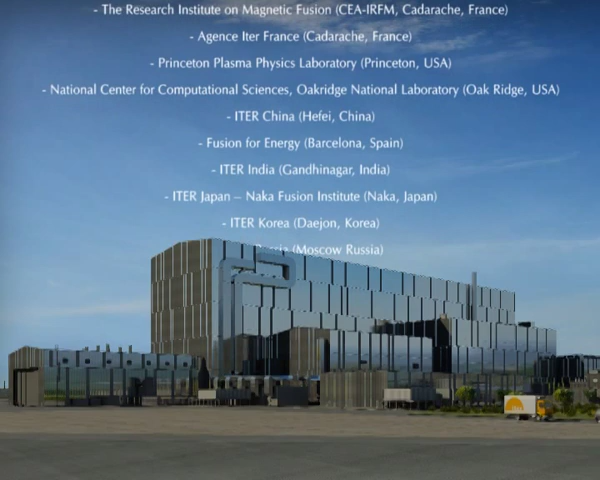 - The Research Institute on Magnetic Fusion (CEA-IRFM, Cadarache, France)
- Agence Iter France (Cadarache, France)
- Princeton Plasma Physics Laboratory (Princeton, USA)
- National Center for Computational Sciences, Oakridge National Laboratory (Oak Ridge, USA)
- ITER China (Hefei, China)
- Fusion for Energy (Barcelona, Spain)
- ITER India (Gandhinagar, India)
- ITER Japan – Naka Fusion Institute (Naka, Japan)
- ITER Korea (Daejon, Korea)
Russia (Moscow Russia)